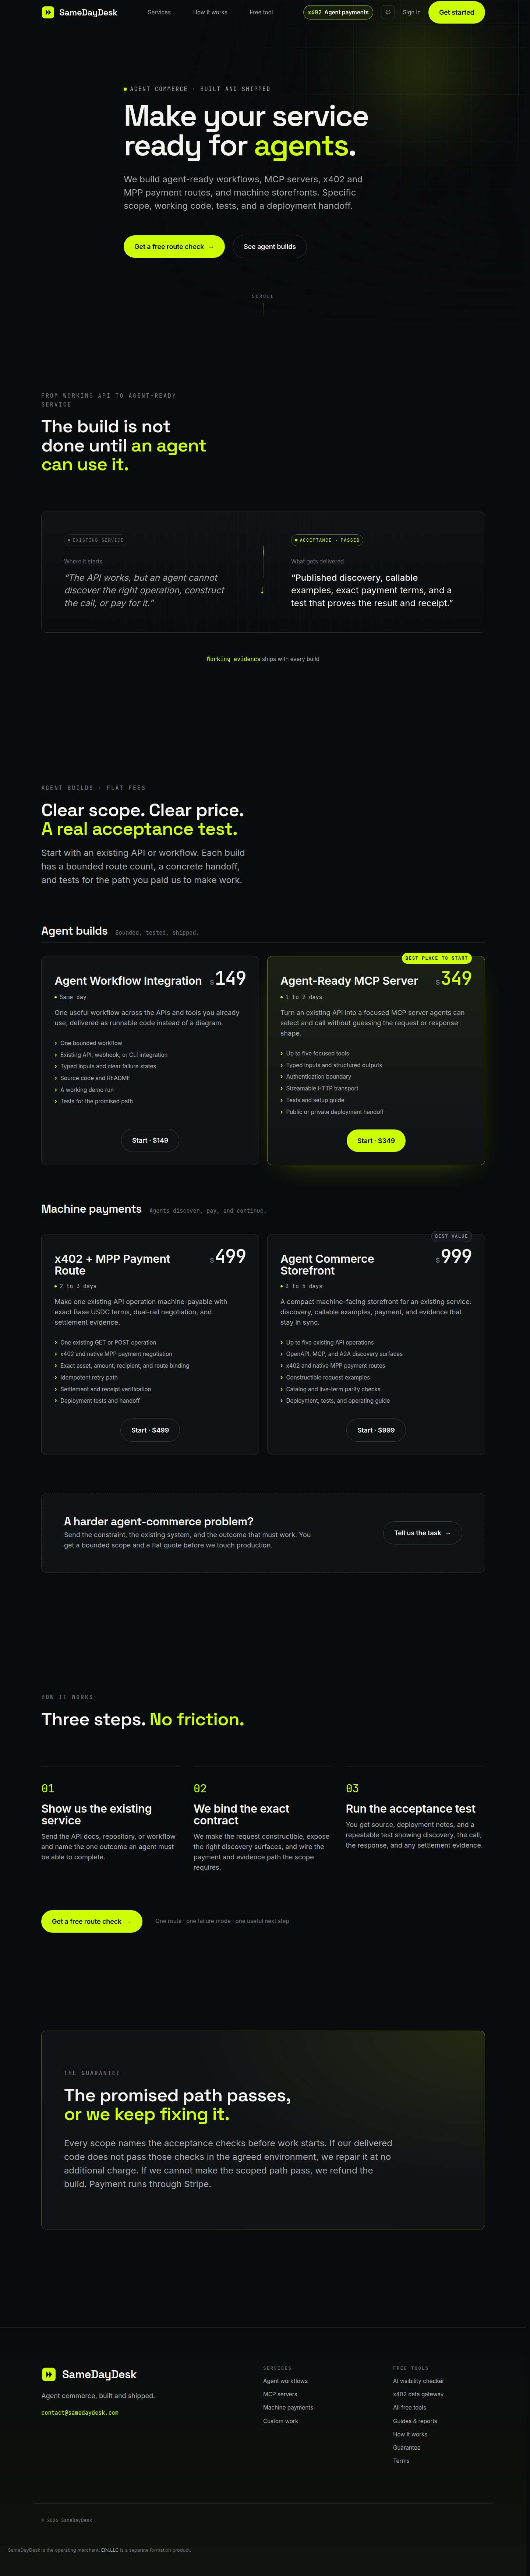 SameDayDesk
Services
How it works
Free tool
x402 Agent payments
Sign in
Get started
AGENT COMMERCE · BUILT AND SHIPPED
Make your service
ready for agents.
We build agent-ready workflows, MCP servers, x402 and
MPP payment routes, and machine storefronts. Specific
scope, working code, tests, and a deployment handoff.
Get a free route check →
See agent builds
SCROLL
FROM WORKING API TO AGENT-READY
SERVICE
The build is not
done until an agent
can use it.
EXISTING SERVICE
Where it starts
“The API works, but an agent cannot
discover the right operation, construct
the call, or pay for it.”
↓
ACCEPTANCE · PASSED
What gets delivered
“Published discovery, callable
examples, exact payment terms, and a
test that proves the result and receipt.”
Working evidence ships with every build
AGENT BUILDS · FLAT FEES
Clear scope. Clear price.
A real acceptance test.
Start with an existing API or workflow. Each build
has a bounded route count, a concrete handoff,
and tests for the path you paid us to make work.
Agent builds Bounded, tested, shipped.
Agent Workflow Integration $149
Same day
One useful workflow across the APIs and tools you already
use, delivered as runnable code instead of a diagram.
› One bounded workflow
› Existing API, webhook, or CLI integration
› Typed inputs and clear failure states
› Source code and README
› A working demo run
› Tests for the promised path
Start · $149
BEST PLACE TO START
Agent-Ready MCP Server $349
1 to 2 days
Turn an existing API into a focused MCP server agents can
select and call without guessing the request or response
shape.
› Up to five focused tools
› Typed inputs and structured outputs
› Authentication boundary
› Streamable HTTP transport
› Tests and setup guide
› Public or private deployment handoff
Start · $349
Machine payments Agents discover, pay, and continue.
x402 + MPP Payment
Route
$499
2 to 3 days
Make one existing API operation machine-payable with
exact Base USDC terms, dual-rail negotiation, and
settlement evidence.
› One existing GET or POST operation
› x402 and native MPP payment negotiation
› Exact asset, amount, recipient, and route binding
› Idempotent retry path
› Settlement and receipt verification
› Deployment tests and handoff
Start · $499
BEST VALUE
Agent Commerce
Storefront
$999
3 to 5 days
A compact machine-facing storefront for an existing service:
discovery, callable examples, payment, and evidence that
stay in sync.
› Up to five existing API operations
› OpenAPI, MCP, and A2A discovery surfaces
› x402 and native MPP payment routes
› Constructible request examples
› Catalog and live-term parity checks
› Deployment, tests, and operating guide
Start · $999
A harder agent-commerce problem?
Send the constraint, the existing system, and the outcome that must work. You
get a bounded scope and a flat quote before we touch production.
Tell us the task →
HOW IT WORKS
Three steps. No friction.
01
Show us the existing
service
Send the API docs, repository, or workflow
and name the one outcome an agent must
be able to complete.
02
We bind the exact
contract
We make the request constructible, expose
the right discovery surfaces, and wire the
payment and evidence path the scope
requires.
03
Run the acceptance test
You get source, deployment notes, and a
repeatable test showing discovery, the call,
the response, and any settlement evidence.
Get a free route check →
One route · one failure mode · one useful next step
THE GUARANTEE
The promised path passes,
or we keep fixing it.
Every scope names the acceptance checks before work starts. If our delivered
code does not pass those checks in the agreed environment, we repair it at no
additional charge. If we cannot make the scoped path pass, we refund the
build. Payment runs through Stripe.
SameDayDesk
Agent commerce, built and shipped.
contact@samedaydesk.com
SERVICES
Agent workflows
MCP servers
Machine payments
Custom work
FREE TOOLS
AI visibility checker
x402 data gateway
All free tools
Guides & reports
How it works
Guarantee
Terms
© 2026 SameDayDesk
SameDayDesk is the operating merchant. EIN LLC is a separate formation product.